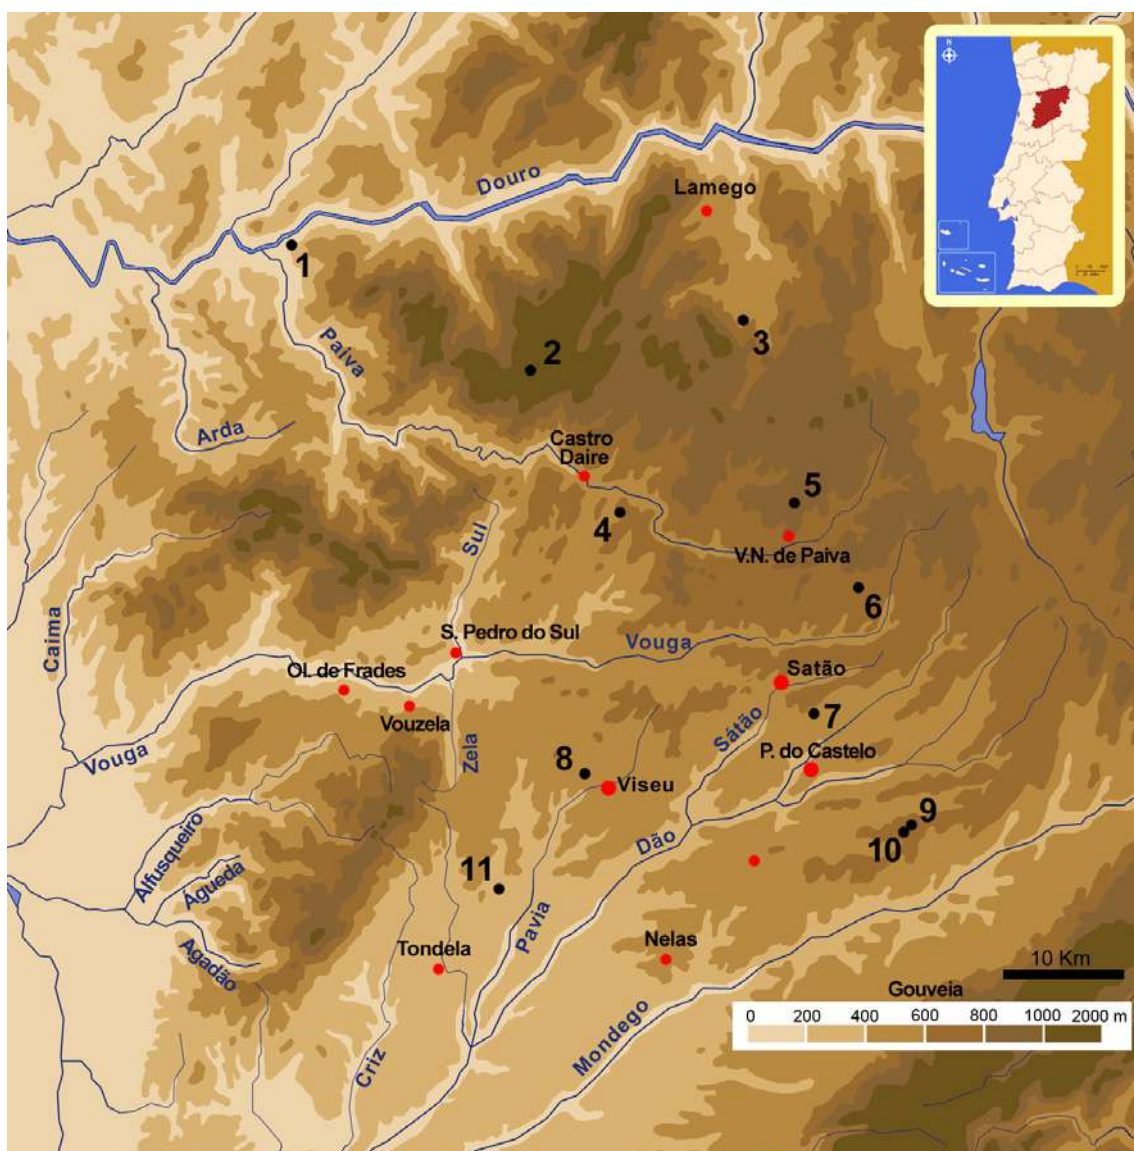 N
Douro
Lamego
1
Paiva
2
3
Arda
Castro
Daire
5
4
V.N. de Paiva
Sul
6
Caima
S. Pedro do Sul
Vouga
Ol. de Frades
Satão
Vouzela
7
Sátão
Vouga
Zela
P. do Castelo
8
Viseu
9
Dão
10
Alfusqueiro
Águeda
11
Pavia
Agadão
Tondela
Nelas
10 Km
Gouveia
0 200 400 600 800 1000 2000 m
Mondego
Criz